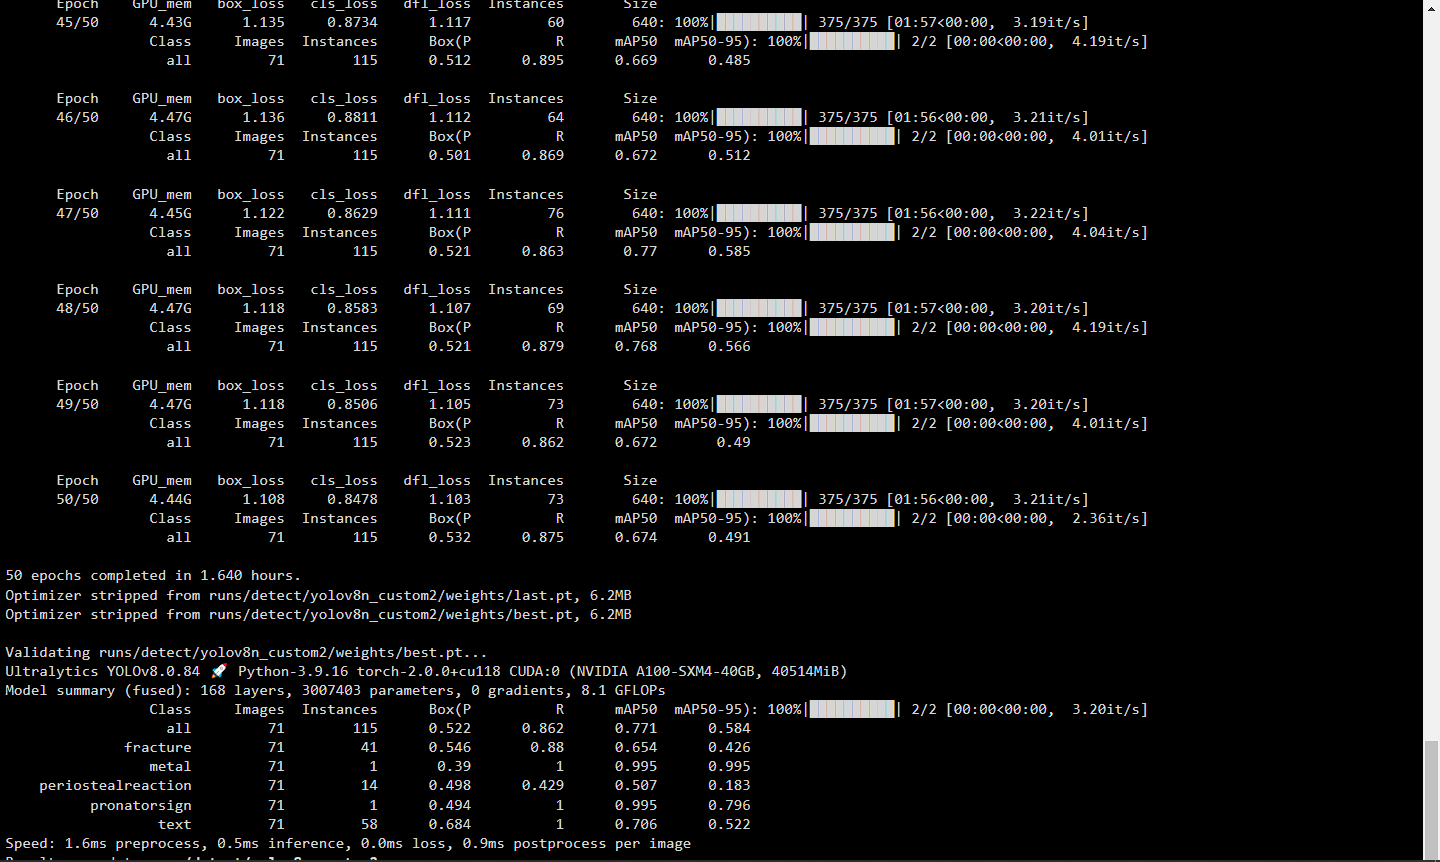 Epoch GPU_mem box_loss cls_loss dfl_loss Instances Size
45/50 4.43G 1.135 0.8734 1.117 60 640: 100%|██████████| 375/375 [01:57<00:00, 3.19it/s]
Class Images Instances Box(P R mAP50 mAP50-95): 100%|██████████| 2/2 [00:00<00:00, 4.19it/s]
all 71 115 0.512 0.895 0.669 0.485
Epoch GPU_mem box_loss cls_loss dfl_loss Instances Size
46/50 4.47G 1.136 0.8811 1.112 64 640: 100%|██████████| 375/375 [01:56<00:00, 3.21it/s]
Class Images Instances Box(P R mAP50 mAP50-95): 100%|██████████| 2/2 [00:00<00:00, 4.01it/s]
all 71 115 0.501 0.869 0.672 0.512
Epoch GPU_mem box_loss cls_loss dfl_loss Instances Size
47/50 4.45G 1.122 0.8629 1.111 76 640: 100%|██████████| 375/375 [01:56<00:00, 3.22it/s]
Class Images Instances Box(P R mAP50 mAP50-95): 100%|██████████| 2/2 [00:00<00:00, 4.04it/s]
all 71 115 0.521 0.863 0.77 0.585
Epoch GPU_mem box_loss cls_loss dfl_loss Instances Size
48/50 4.47G 1.118 0.8583 1.107 69 640: 100%|██████████| 375/375 [01:57<00:00, 3.20it/s]
Class Images Instances Box(P R mAP50 mAP50-95): 100%|██████████| 2/2 [00:00<00:00, 4.19it/s]
all 71 115 0.521 0.879 0.768 0.566
Epoch GPU_mem box_loss cls_loss dfl_loss Instances Size
49/50 4.47G 1.118 0.8506 1.105 73 640: 100%|██████████| 375/375 [01:57<00:00, 3.20it/s]
Class Images Instances Box(P R mAP50 mAP50-95): 100%|██████████| 2/2 [00:00<00:00, 4.01it/s]
all 71 115 0.523 0.862 0.672 0.49
Epoch GPU_mem box_loss cls_loss dfl_loss Instances Size
50/50 4.44G 1.108 0.8478 1.103 73 640: 100%|██████████| 375/375 [01:56<00:00, 3.21it/s]
Class Images Instances Box(P R mAP50 mAP50-95): 100%|██████████| 2/2 [00:00<00:00, 2.36it/s]
all 71 115 0.532 0.875 0.674 0.491
50 epochs completed in 1.640 hours.
Optimizer stripped from runs/detect/yolov8n_custom2/weights/last.pt, 6.2MB
Optimizer stripped from runs/detect/yolov8n_custom2/weights/best.pt, 6.2MB
Validating runs/detect/yolov8n_custom2/weights/best.pt...
Ultralytics YOLOv8.0.84 🚀 Python-3.9.16 torch-2.0.0+cu118 CUDA:0 (NVIDIA A100-SXM4-40GB, 40514MiB)
Model summary (fused): 168 layers, 3007403 parameters, 0 gradients, 8.1 GFLOPs
Class Images Instances Box(P R mAP50 mAP50-95): 100%|██████████| 2/2 [00:00<00:00, 3.20it/s]
all 71 115 0.522 0.862 0.771 0.584
fracture 71 41 0.546 0.88 0.654 0.426
metal 71 1 0.39 1 0.995 0.995
periostealreaction 71 14 0.498 0.429 0.507 0.183
pronatorsign 71 1 0.494 1 0.995 0.796
text 71 58 0.684 1 0.706 0.522
Speed: 1.6ms preprocess, 0.5ms inference, 0.0ms loss, 0.9ms postprocess per image